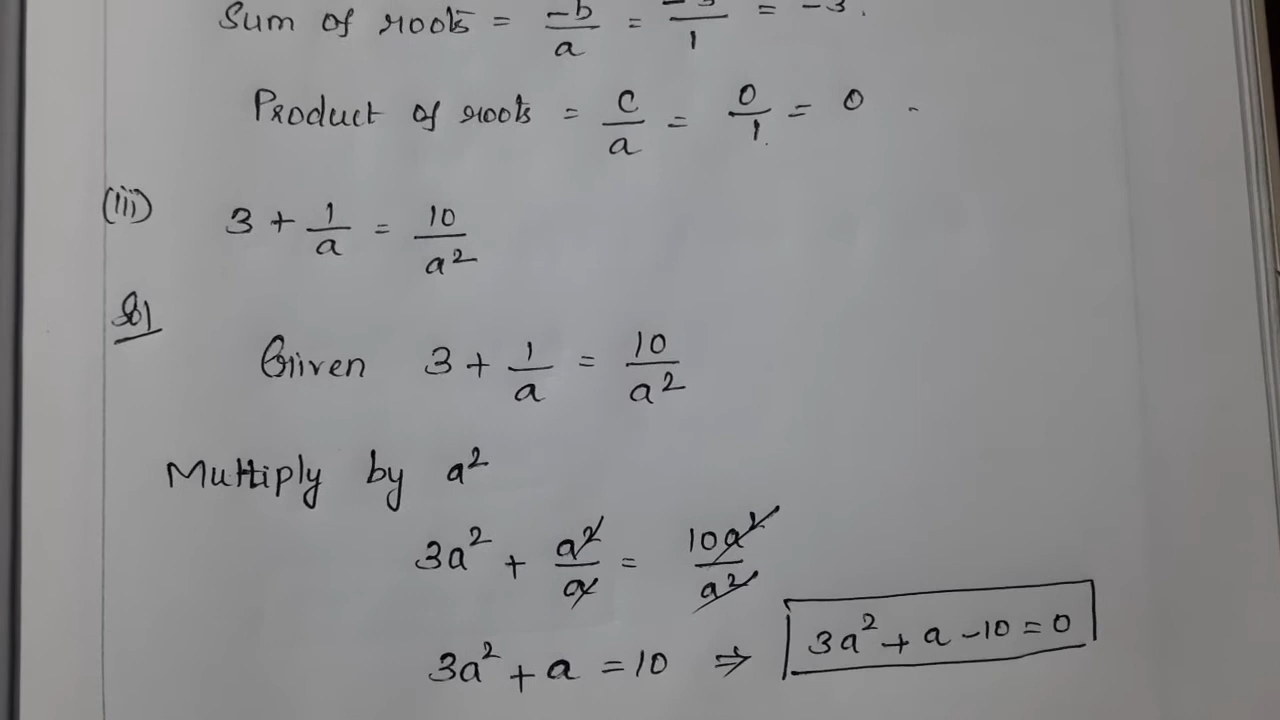 Sum of roots = -b/a = -3/1 = -3.
Product of roots = c/a = 0/1 = 0.
(iii) 3 + 1/a = 10/a²
Sol
Given 3 + 1/a = 10/a²
Multiply by a²
3a² + a²/a = 10a²/a²
3a² + a = 10 ⇒ 3a² + a - 10 = 0